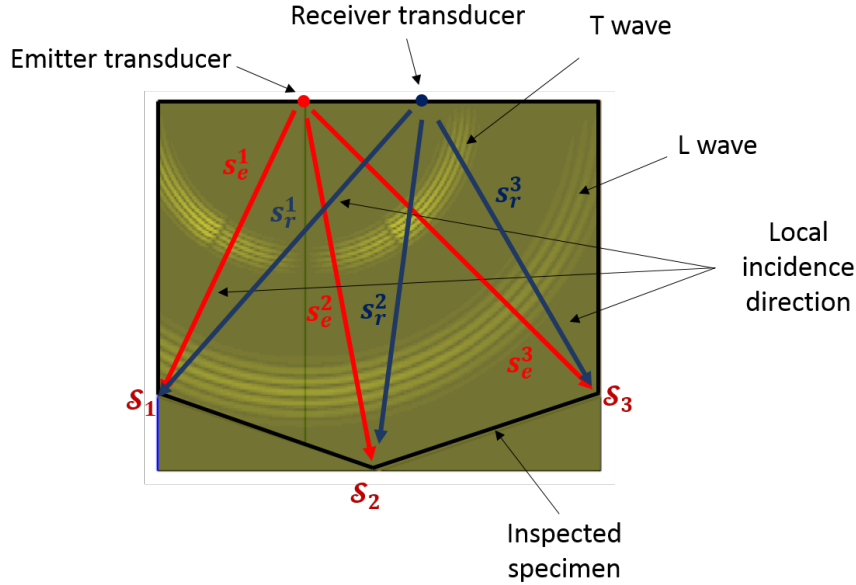 Receiver transducer
T wave
Emitter transducer
L wave
s_e^1
s_r^1
s_r^3
Local
incidence
direction
s_e^2
s_r^2
s_e^3
S_1
S_3
S_2
Inspected
specimen